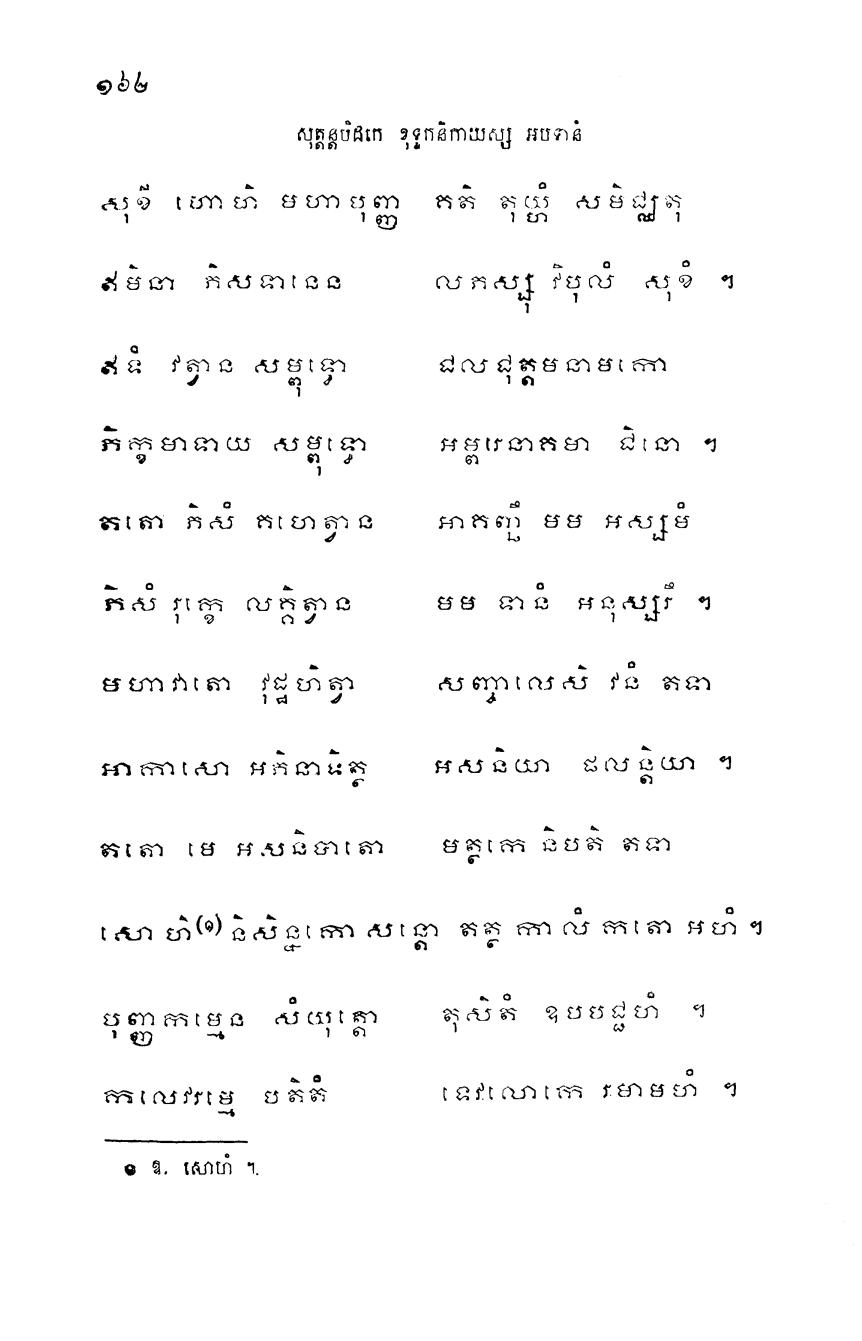 ១៦៤
សុត្តន្តបិដកេ ខុទ្ទកនិកាយស្ស អបទានំ
សុខី ហោហិ មហាបុញ្ញ គតិ តុយ្ហំ សមិជ្ឈតុ
ឥមិនា ភិសទានេន លភស្សុ វិបុលំ សុខំ ។
ឥទំ វត្វាន សម្ពុទ្ធោ ជលជុត្តមនាមកោ
ភិក្ខមាទាយ សម្ពុទ្ធោ អម្ពរេនាគមា ជិនោ ។
តតោ ភិសំ គហេត្វាន អាគញ្ឆឹ មម អស្សមំ
ភិសំ រុក្ខេ លគ្គិត្វាន មម ទានំ អនុស្សរឹ ។
មហាវាតោ វុដ្ឋហិត្វា សញ្ចាលេសិ វនំ តទា
អាកាសោ អភិនាទិត្ថ អសនិយា ផលន្តិយា ។
តតោ មេ អសនិបាតោ មត្ថកេ និបតិ តទា
សោ ហិ(១) និសិន្នកោ សន្តោ តត្ថ កាលំ កតោ អហំ ។
បុញ្ញកម្មេន សំយុត្តោ តុសិតំ ឧបបជ្ជហំ ។
កលេវរម្មេ បតិតំ ទេវលោកេ រមាមហំ ។
១ ឱ. សោហំ ។